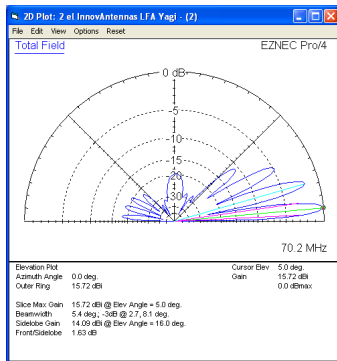 2D Plot: 2 el InnovAntennas LFA Yagi - (2)
File Edit View Options Reset
Total Field EZNEC Pro/4
0 dB
-5
-10
-15
-20
-30
70.2 MHz
Elevation Plot Cursor Elev 5.0 deg.
Azimuth Angle 0.0 deg. Gain 15.72 dBi
Outer Ring 15.72 dBi 0.0 dBmax
Slice Max Gain 15.72 dBi @ Elev Angle = 5.0 deg.
Beamwidth 5.4 deg.; -3dB @ 2.7, 8.1 deg.
Sidelobe Gain 14.09 dBi @ Elev Angle = 16.0 deg.
Front/Sidelobe 1.63 dB